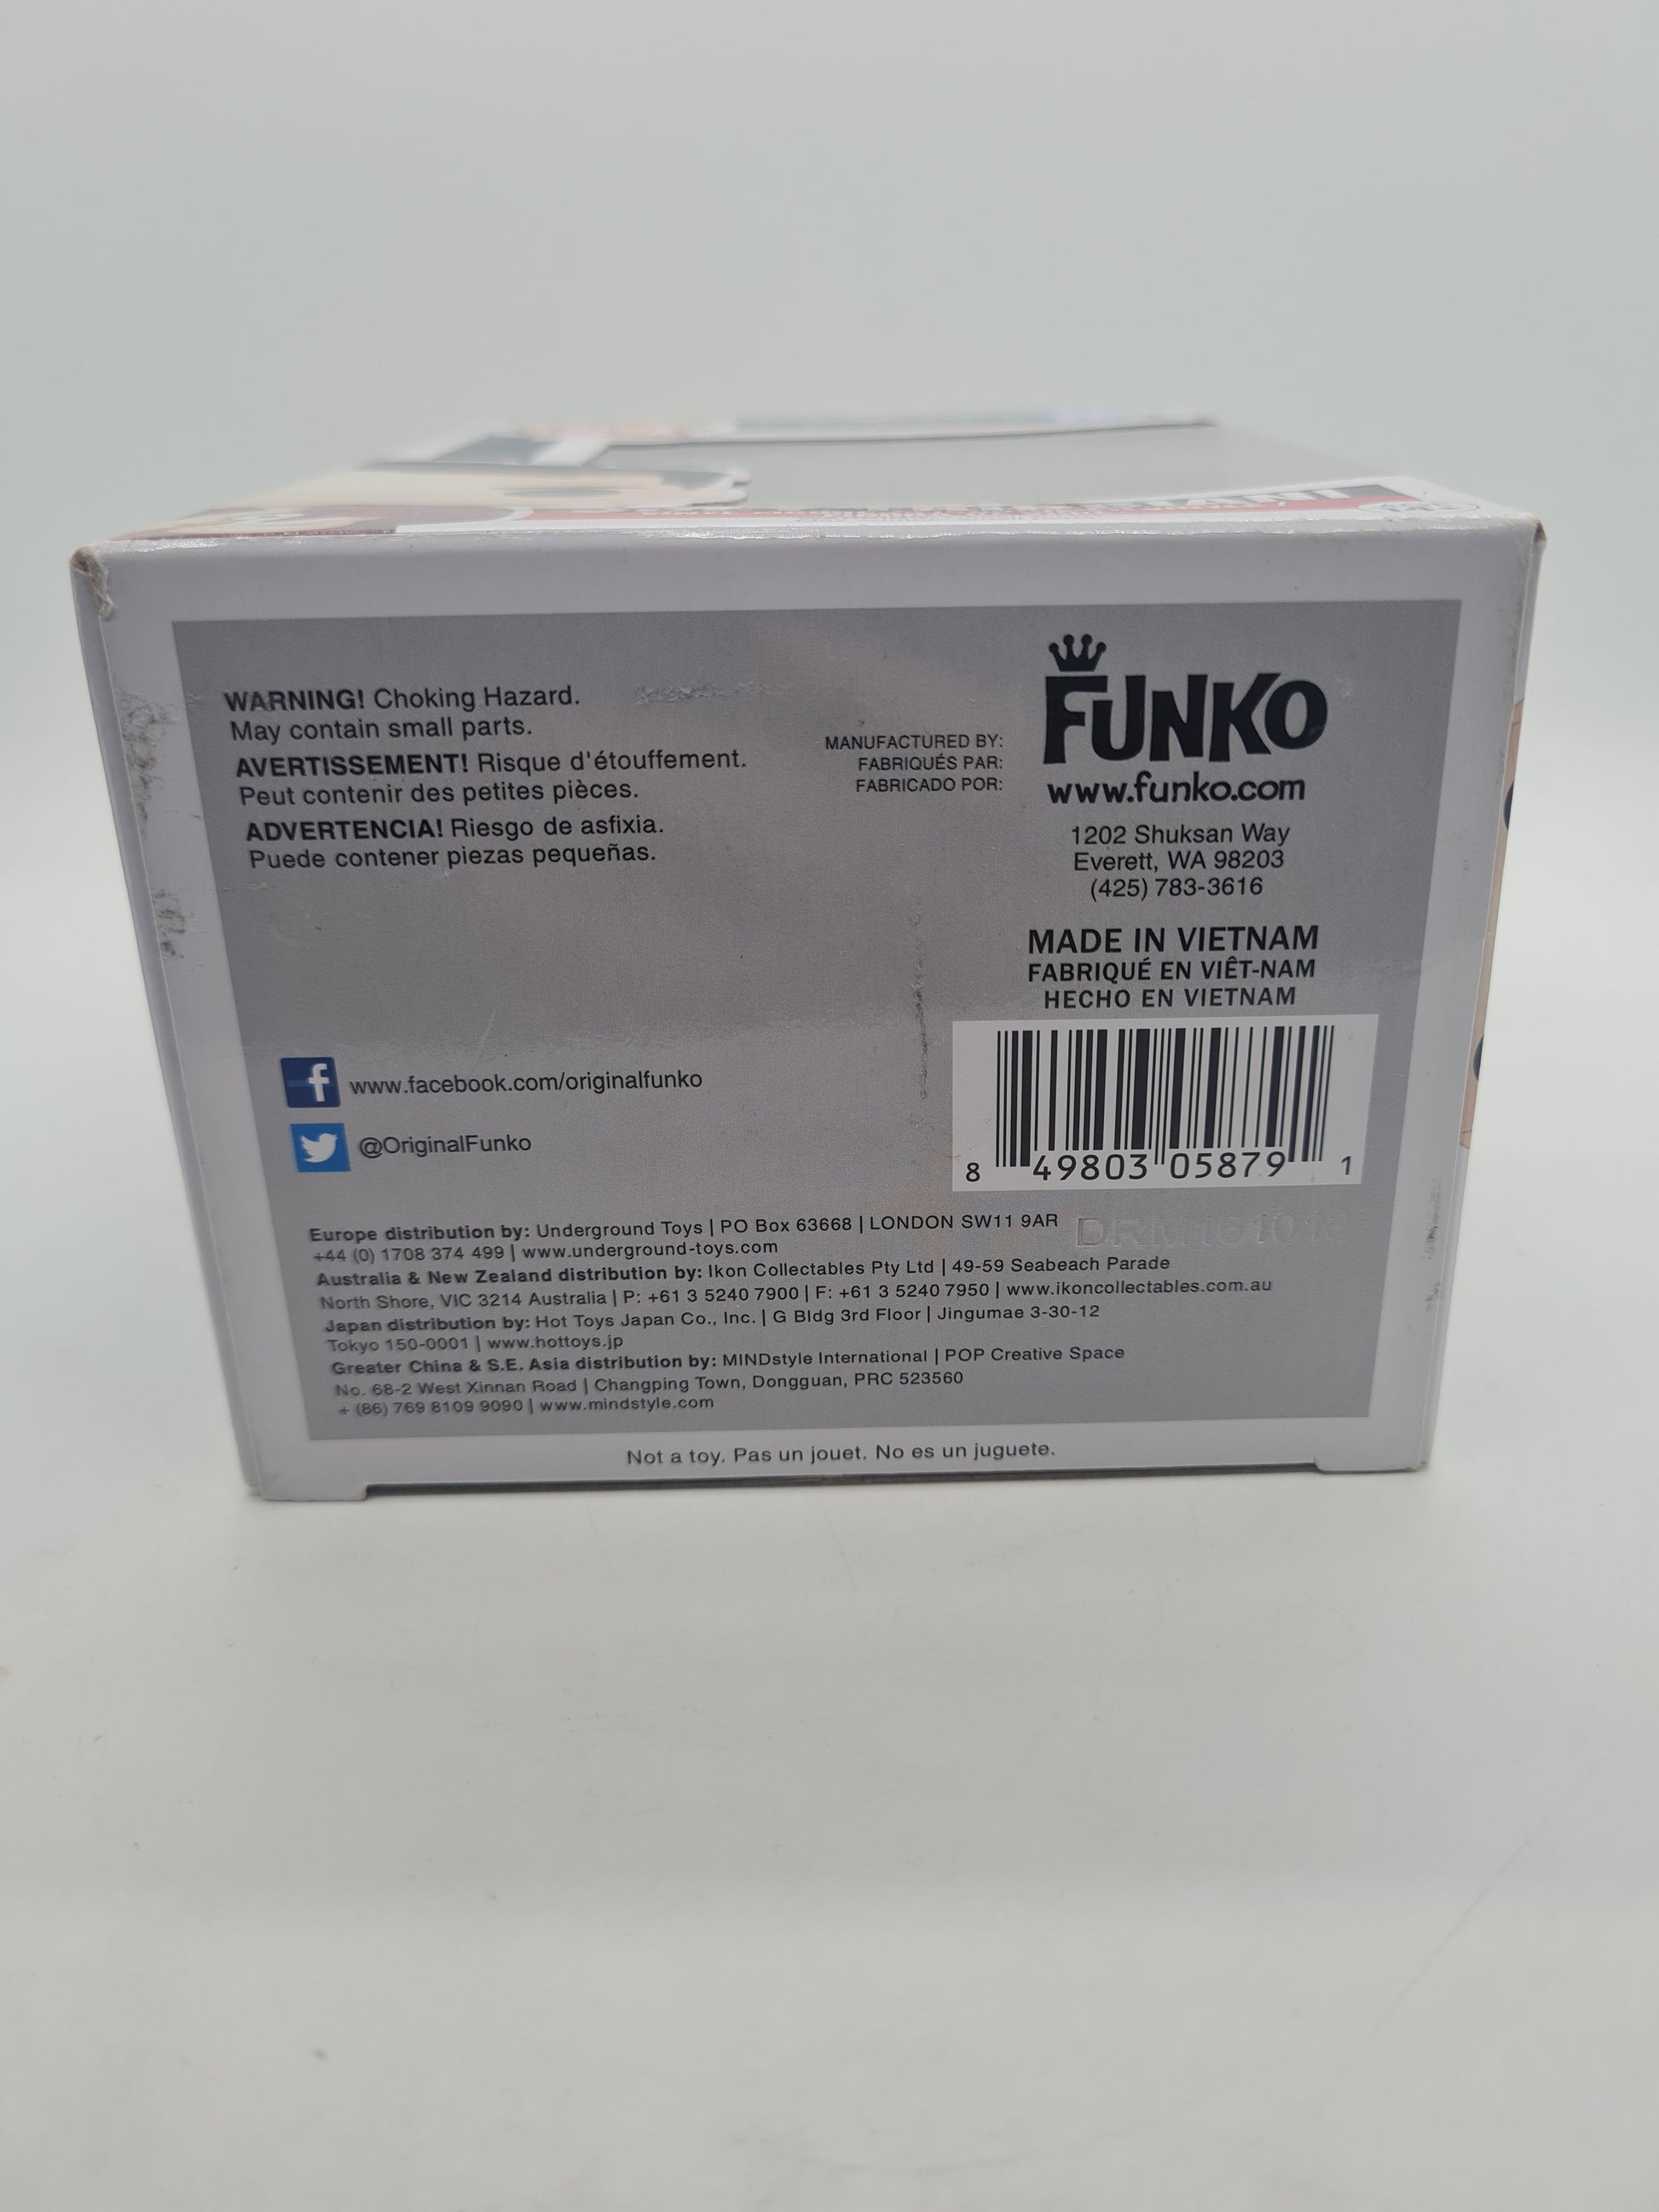 WARNING! Choking Hazard.
May contain small parts.
AVERTISSEMENT! Risque d'étouffement.
Peut contenir des petites pièces.
ADVERTENCIA! Riesgo de asfixia.
Puede contener piezas pequeñas.
MANUFACTURED BY:
FABRIQUÉS PAR:
FABRICADO POR:
FUNKO
www.funko.com
1202 Shuksan Way
Everett, WA 98203
(425) 783-3616
MADE IN VIETNAM
FABRIQUÉ EN VIÊT-NAM
HECHO EN VIETNAM
f www.facebook.com/originalfunko
@OriginalFunko
8 49803 05879 1
Europe distribution by: Underground Toys | PO Box 63668 | LONDON SW11 9AR
+44 (0) 1708 374 499 | www.underground-toys.com
Australia & New Zealand distribution by: Ikon Collectables Pty Ltd | 49-59 Seabeach Parade
North Shore, VIC 3214 Australia | P: +61 3 5240 7900 | F: +61 3 5240 7950 | www.ikoncollectables.com.au
Japan distribution by: Hot Toys Japan Co., Inc. | G Bldg 3rd Floor | Jingumae 3-30-12
Tokyo 150-0001 | www.hottoys.jp
Greater China & S.E. Asia distribution by: MINDstyle International | POP Creative Space
No. 68-2 West Xinnan Road | Changping Town, Dongguan, PRC 523560
+ (86) 769 8109 9090 | www.mindstyle.com
Not a toy. Pas un jouet. No es un juguete.